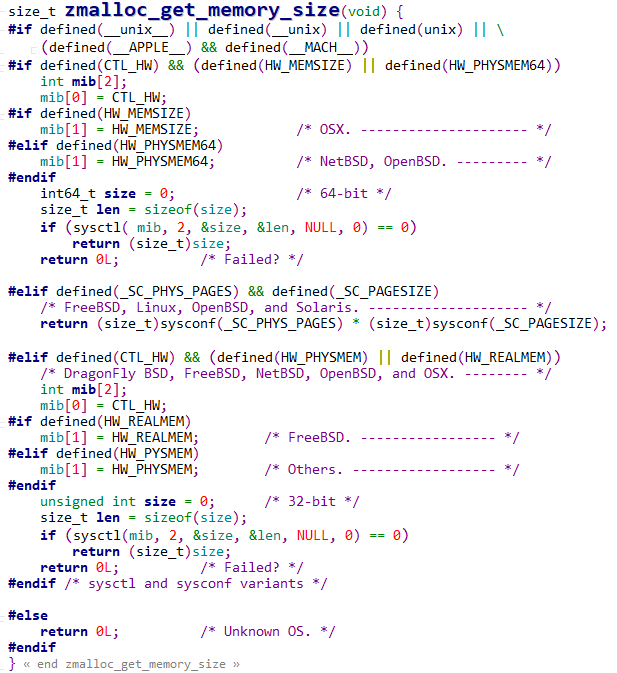 size_t zmalloc_get_memory_size(void) {
#if defined(__unix__) || defined(__unix) || defined(unix) || \
    (defined(__APPLE__) && defined(__MACH__))
#if defined(CTL_HW) && (defined(HW_MEMSIZE) || defined(HW_PHYSMEM64))
    int mib[2];
    mib[0] = CTL_HW;
#if defined(HW_MEMSIZE)
    mib[1] = HW_MEMSIZE;            /* OSX. --------------------- */
#elif defined(HW_PHYSMEM64)
    mib[1] = HW_PHYSMEM64;          /* NetBSD, OpenBSD. --------- */
#endif
    int64_t size = 0;               /* 64-bit */
    size_t len = sizeof(size);
    if (sysctl( mib, 2, &size, &len, NULL, 0) == 0)
        return (size_t)size;
    return 0L;          /* Failed? */

#elif defined(_SC_PHYS_PAGES) && defined(_SC_PAGESIZE)
    /* FreeBSD, Linux, OpenBSD, and Solaris. -------------------- */
    return (size_t)sysconf(_SC_PHYS_PAGES) * (size_t)sysconf(_SC_PAGESIZE);

#elif defined(CTL_HW) && (defined(HW_PHYSMEM) || defined(HW_REALMEM))
    /* DragonFly BSD, FreeBSD, NetBSD, OpenBSD, and OSX. -------- */
    int mib[2];
    mib[0] = CTL_HW;
#if defined(HW_REALMEM)
    mib[1] = HW_REALMEM;        /* FreeBSD. ----------------- */
#elif defined(HW_PYSMEM)
    mib[1] = HW_PHYSMEM;        /* Others. ------------------ */
#endif
    unsigned int size = 0;      /* 32-bit */
    size_t len = sizeof(size);
    if (sysctl(mib, 2, &size, &len, NULL, 0) == 0)
        return (size_t)size;
    return 0L;          /* Failed? */
#endif /* sysctl and sysconf variants */

#else
    return 0L;          /* Unknown OS. */
#endif
} « end zmalloc_get_memory_size »